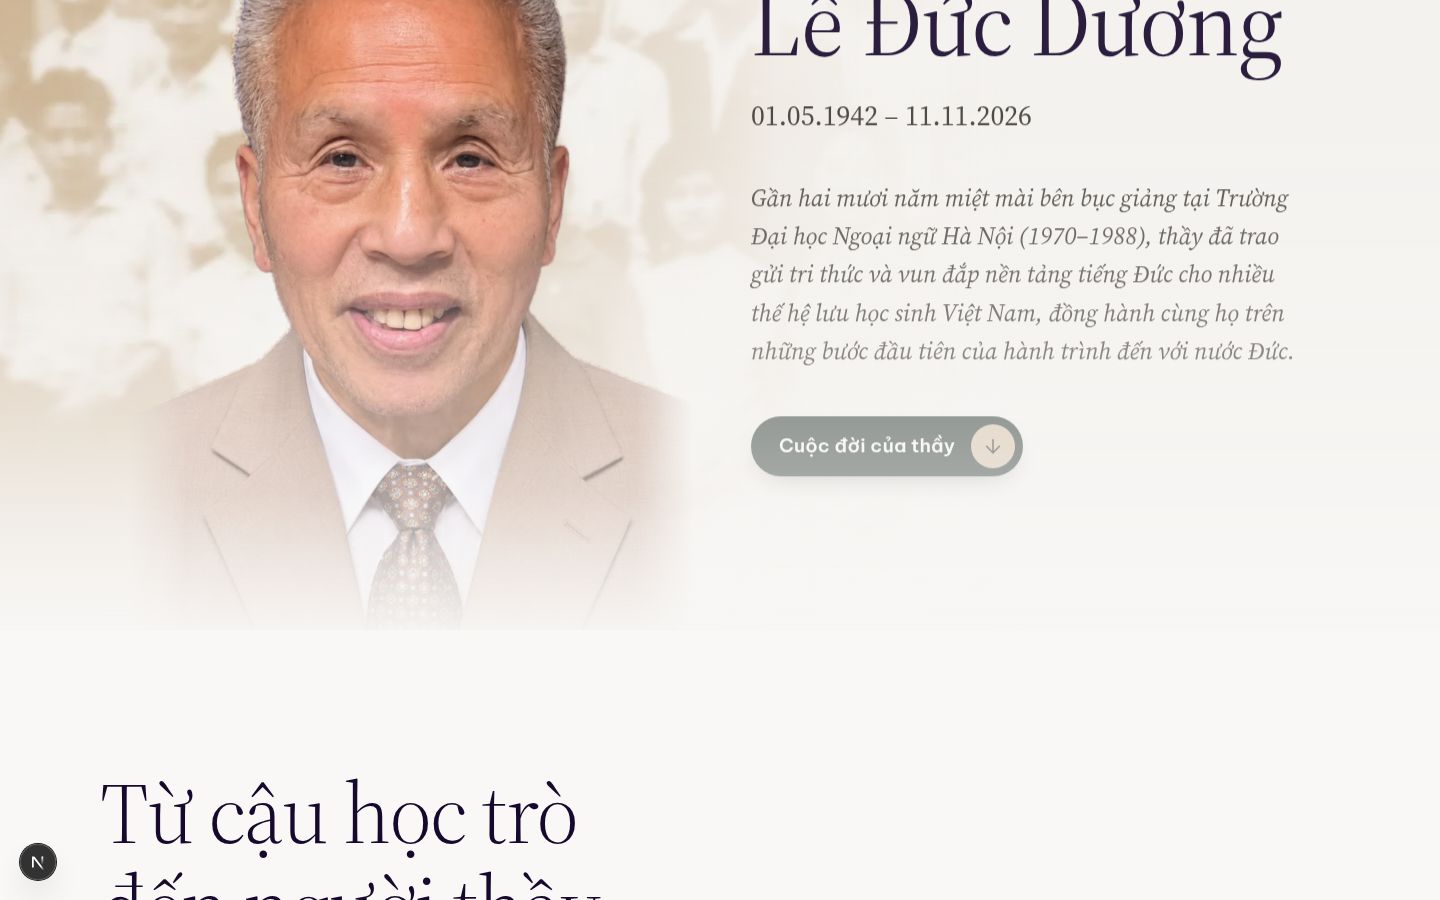 Lê Đức Dương
01.05.1942 – 11.11.2026
Gần hai mươi năm miệt mài bên bục giảng tại Trường
Đại học Ngoại ngữ Hà Nội (1970–1988), thầy đã trao
gửi tri thức và vun đắp nền tảng tiếng Đức cho nhiều
thế hệ lưu học sinh Việt Nam, đồng hành cùng họ trên
những bước đầu tiên của hành trình đến với nước Đức.
Cuộc đời của thầy
Từ cậu học trò
đến người thầy
N